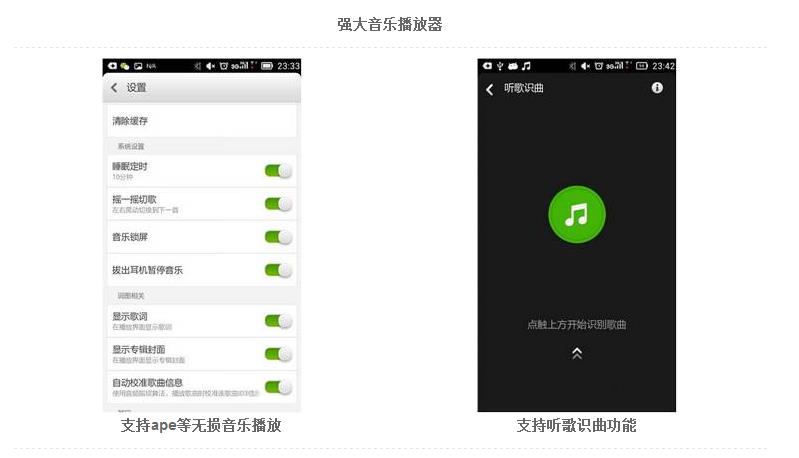 强大音乐播放器
N/A
3G
23:33
设置
清除缓存
系统设置
睡眠定时
10分钟
摇一摇切歌
左右晃动切换到下一首
音乐锁屏
拔出耳机暂停音乐
词图相关
显示歌词
在播放界面显示歌词
显示专辑封面
在播放界面显示专辑封面
自动校准歌曲信息
支持ape等无损音乐播放
3G
23:42
听歌识曲
点触上方开始识别歌曲
支持听歌识曲功能